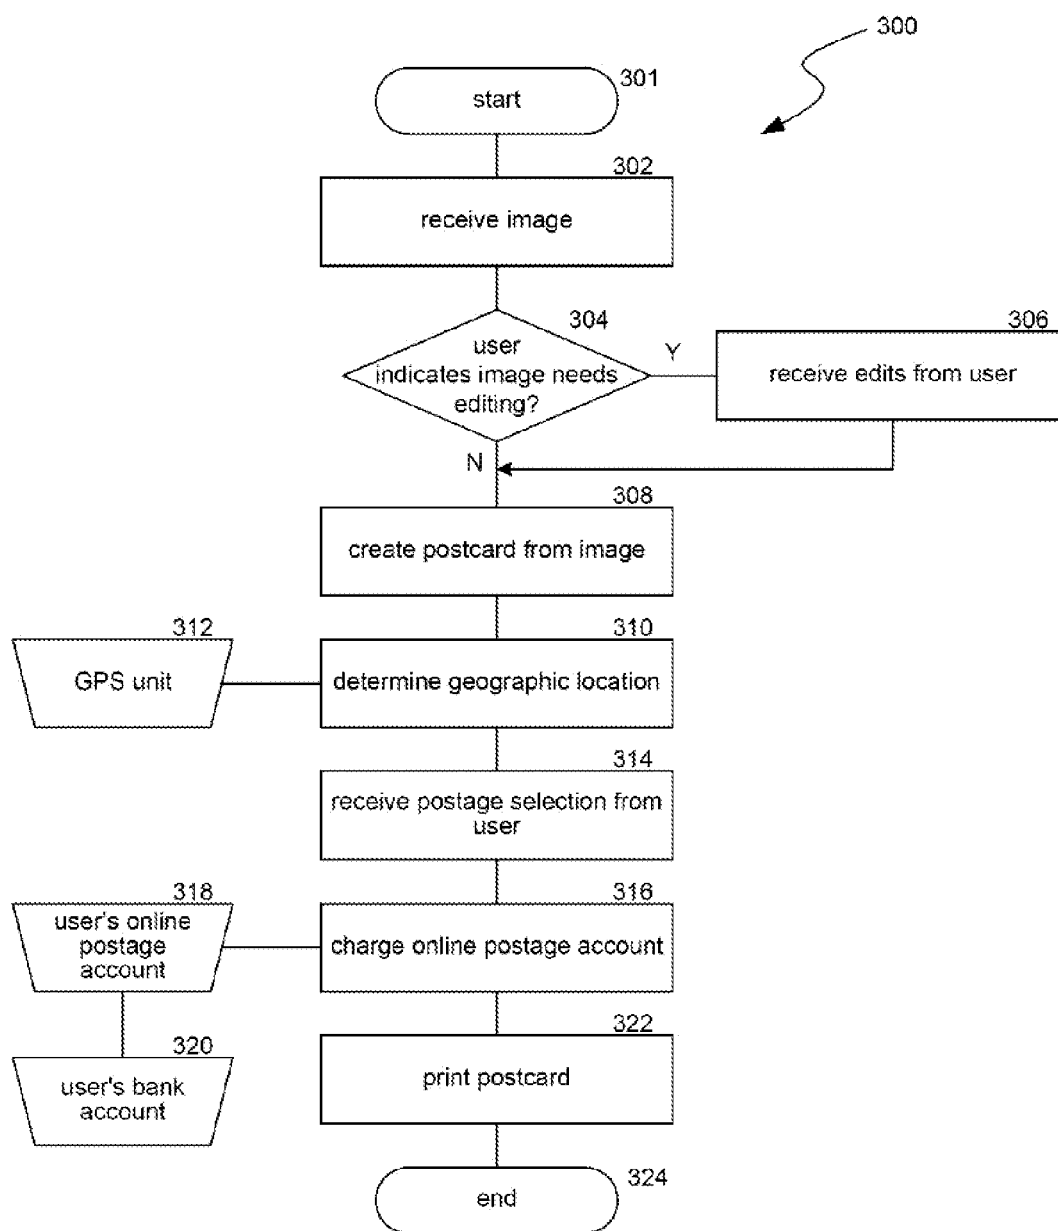 300
301
start
302
receive image
304
user
indicates image needs
editing?
Y
306
receive edits from user
N
308
create postcard from image
312
GPS unit
310
determine geographic location
314
receive postage selection from
user
318
user's online
postage
account
316
charge online postage account
320
user's bank
account
322
print postcard
324
end